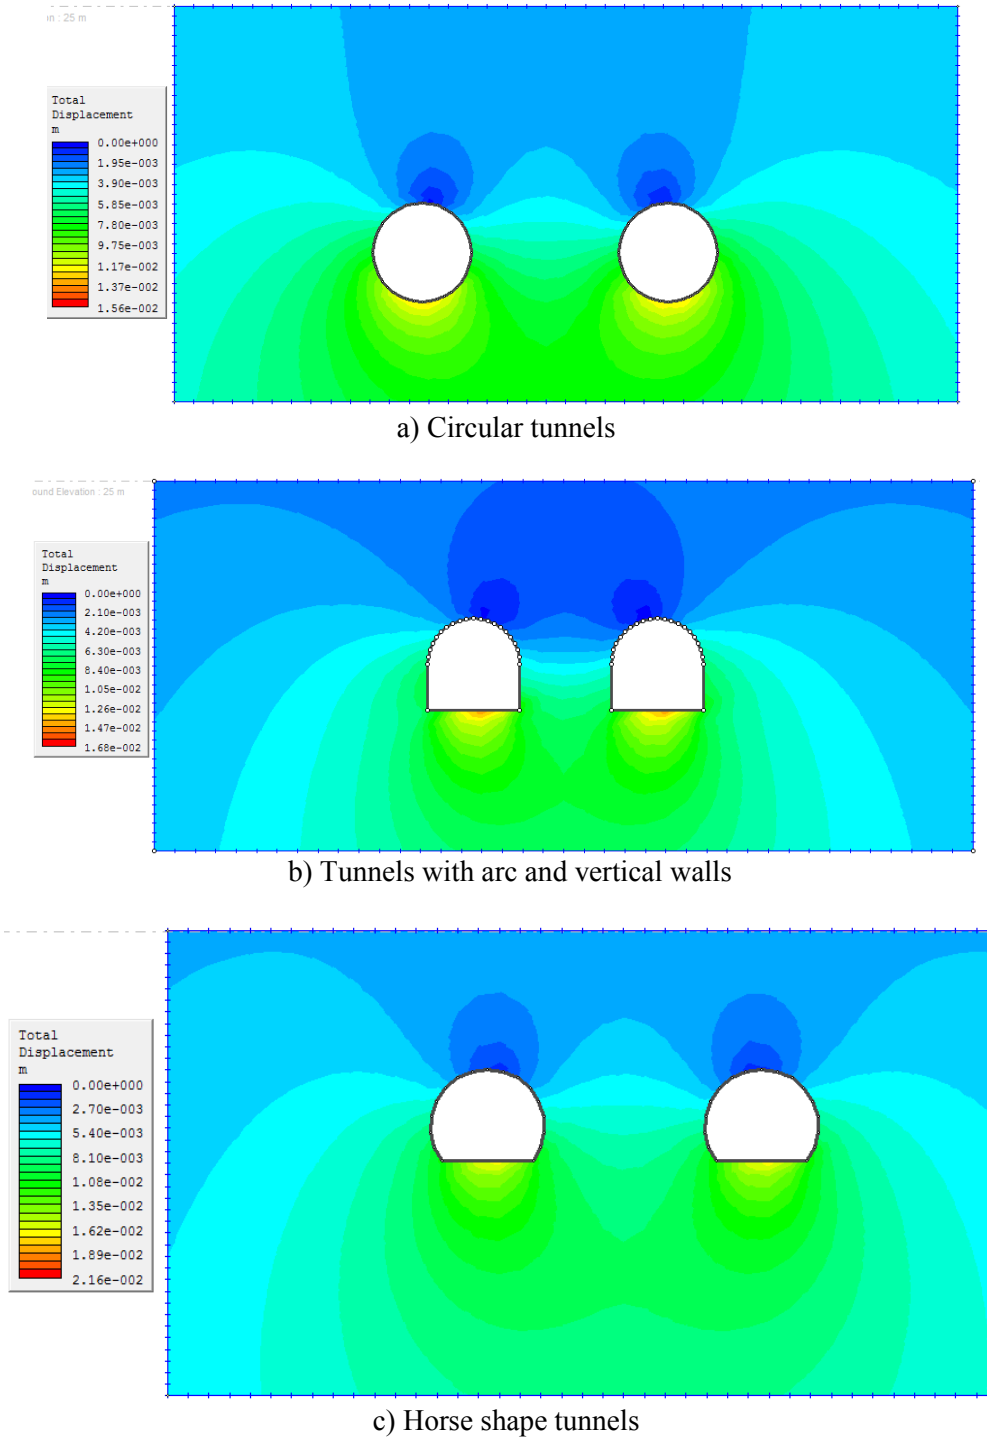 on : 25 m
Total
Displacement
m
0.00e+000
1.95e-003
3.90e-003
5.85e-003
7.80e-003
9.75e-003
1.17e-002
1.37e-002
1.56e-002
a) Circular tunnels
ound Elevation : 25 m
Total
Displacement
m
0.00e+000
2.10e-003
4.20e-003
6.30e-003
8.40e-003
1.05e-002
1.26e-002
1.47e-002
1.68e-002
b) Tunnels with arc and vertical walls
Total
Displacement
m
0.00e+000
2.70e-003
5.40e-003
8.10e-003
1.08e-002
1.35e-002
1.62e-002
1.89e-002
2.16e-002
c) Horse shape tunnels